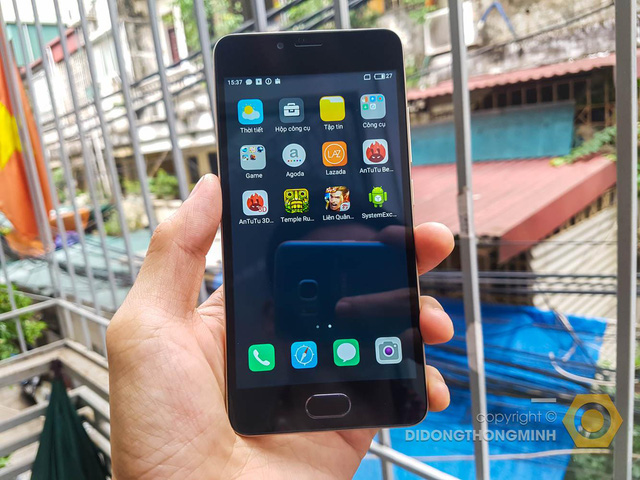 15:37 27
Thời tiết Hộp công cụ Tập tin Công cụ
a LAZ
Game Agoda Lazada AnTuTu Be...
AnTuTu 3D... Temple Ru... Liên Quân... SystemExc...
copyright ©
DIDONGTHONGMINH